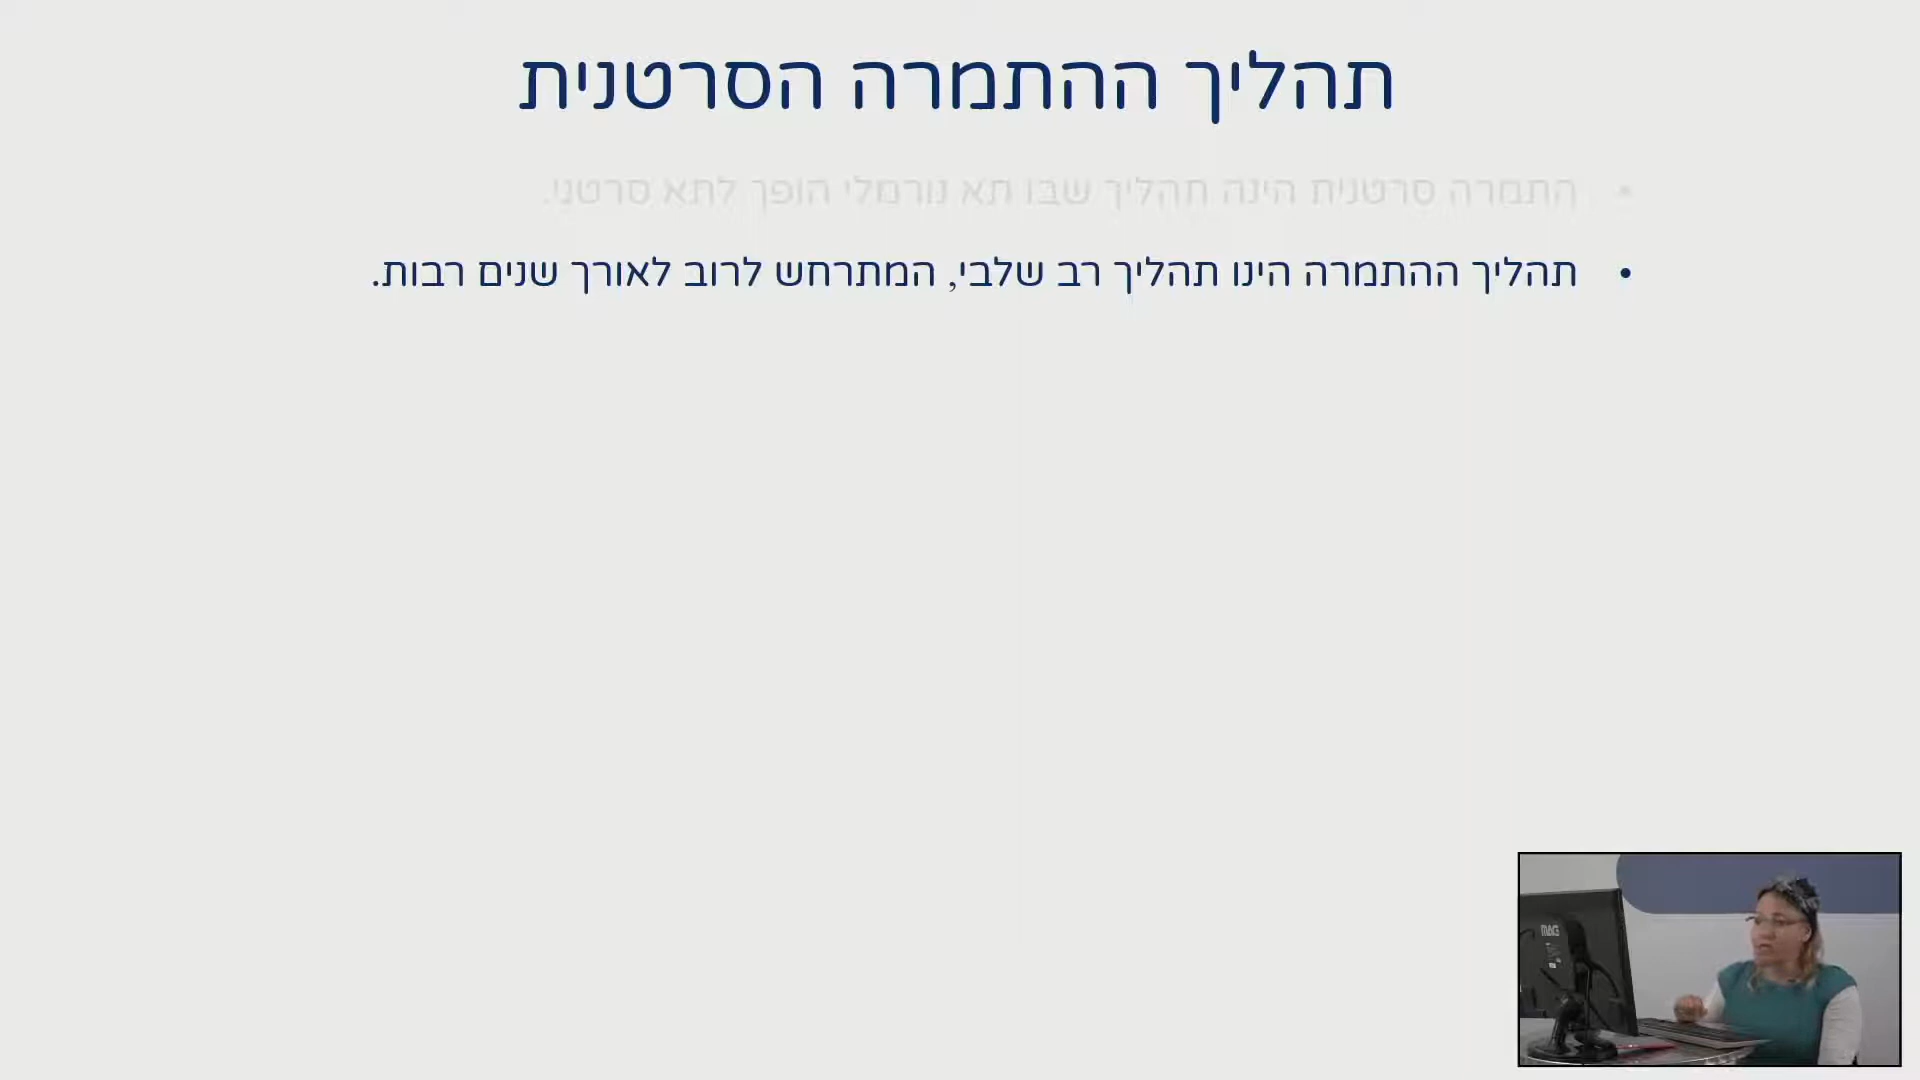 תהליך ההתמרה הסרטנית
• התמרה סרטנית הינה תהליך שבו תא נורמלי הופך לתא סרטני.
• תהליך ההתמרה הינו תהליך רב שלבי, המתרחש לרוב לאורך שנים רבות.
MAG